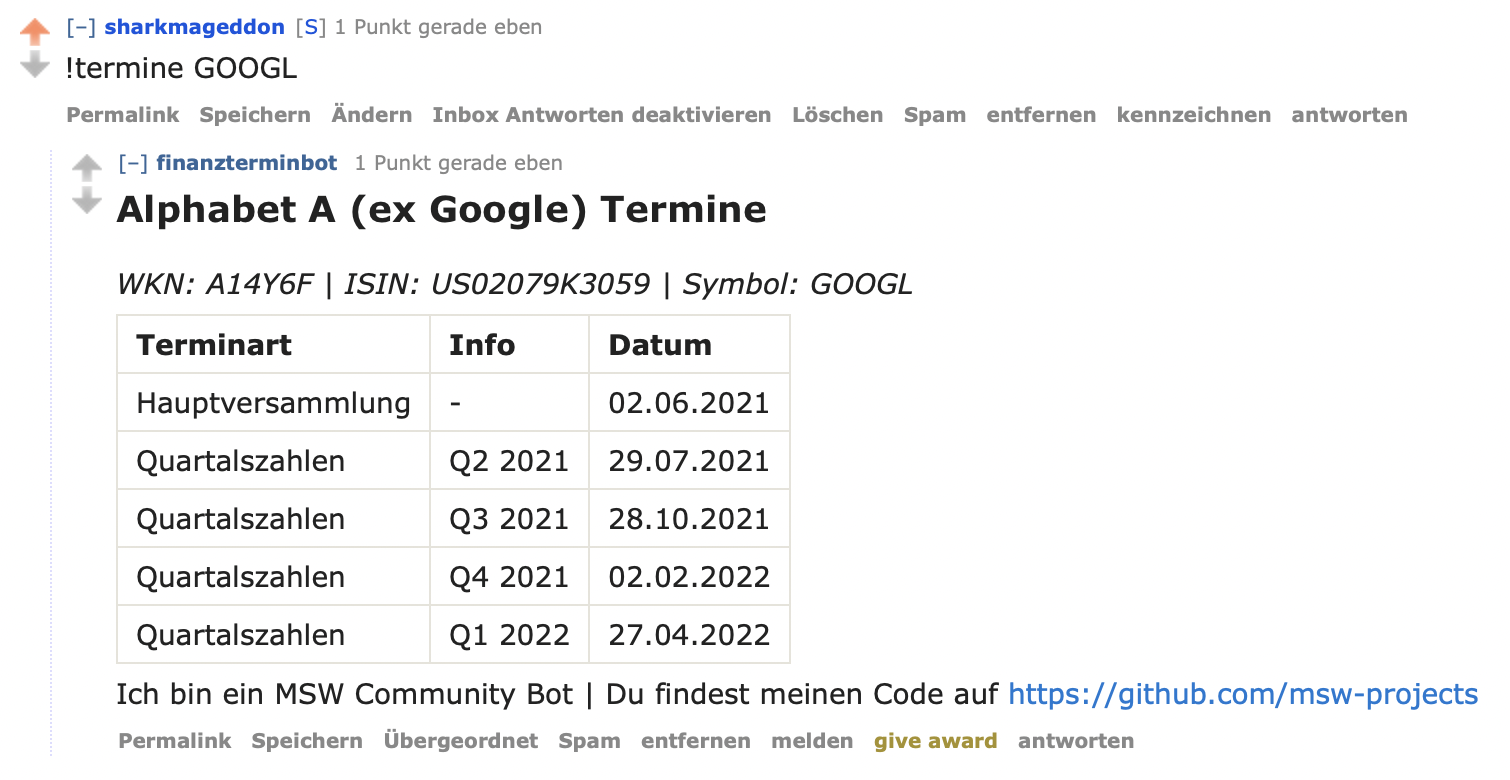 [−] sharkmageddon [S] 1 Punkt gerade eben
!termine GOOGL
Permalink Speichern Ändern Inbox Antworten deaktivieren Löschen Spam entfernen kennzeichnen antworten
[−] finanzterminbot 1 Punkt gerade eben
Alphabet A (ex Google) Termine
WKN: A14Y6F | ISIN: US02079K3059 | Symbol: GOOGL
Terminart Info Datum
Hauptversammlung - 02.06.2021
Quartalszahlen Q2 2021 29.07.2021
Quartalszahlen Q3 2021 28.10.2021
Quartalszahlen Q4 2021 02.02.2022
Quartalszahlen Q1 2022 27.04.2022
Ich bin ein MSW Community Bot | Du findest meinen Code auf https://github.com/msw-projects
Permalink Speichern Übergeordnet Spam entfernen melden give award antworten